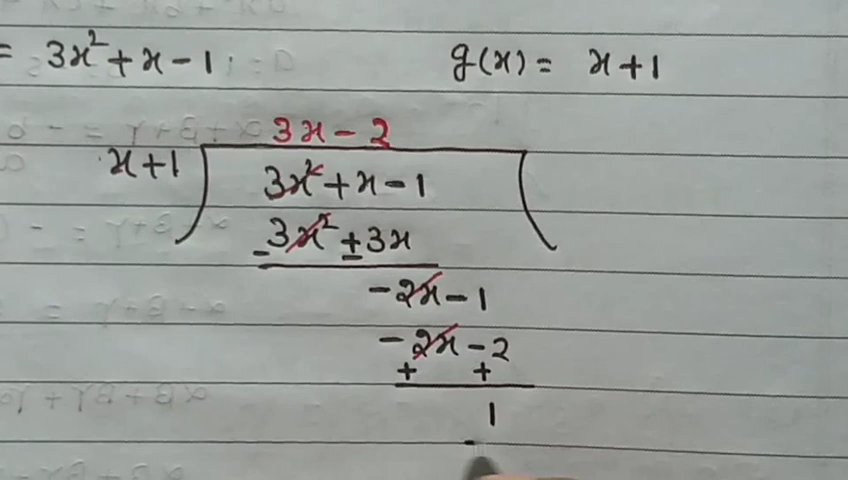 = 3x² + x - 1 g(x) = x + 1
3x - 2
x + 1 ) 3x² + x - 1 (
3x² + 3x
- -
- 2x - 1
- 2x - 2
+ +
1